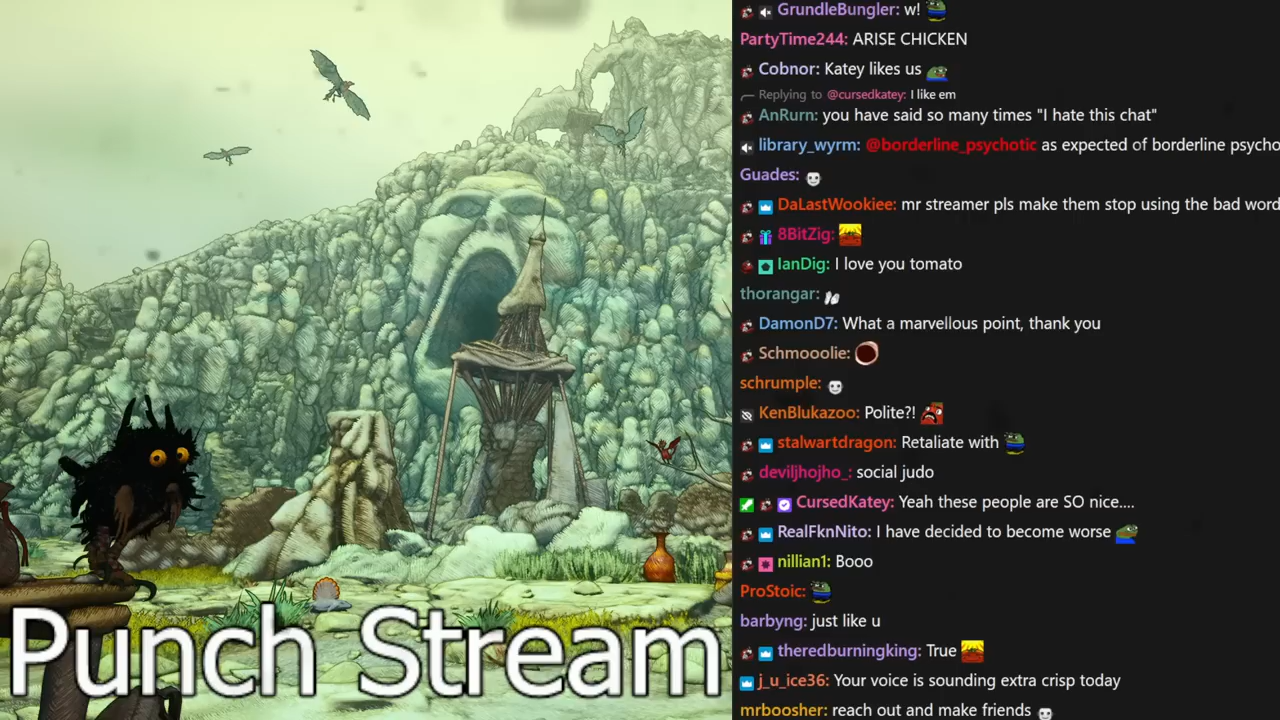 GrundleBungler: w!
PartyTime244: ARISE CHICKEN
Cobnor: Katey likes us
Replying to @cursedkatey: I like em
AnRurn: you have said so many times "I hate this chat"
library_wyrm: @borderline_psychotic as expected of borderline psycho
Guades:
DaLastWookiee: mr streamer pls make them stop using the bad word
8BitZig:
IanDig: I love you tomato
thorangar:
DamonD7: What a marvellous point, thank you
Schmooolie:
schrumple:
KenBlukazoo: Polite?!
stalwartdragon: Retaliate with
deviljhojho_: social judo
CursedKatey: Yeah these people are SO nice....
RealFknNito: I have decided to become worse
nillian1: Booo
ProStoic:
barbyng: just like u
theredburningking: True
j_u_ice36: Your voice is sounding extra crisp today
mrboosher: reach out and make friends
Punch Stream